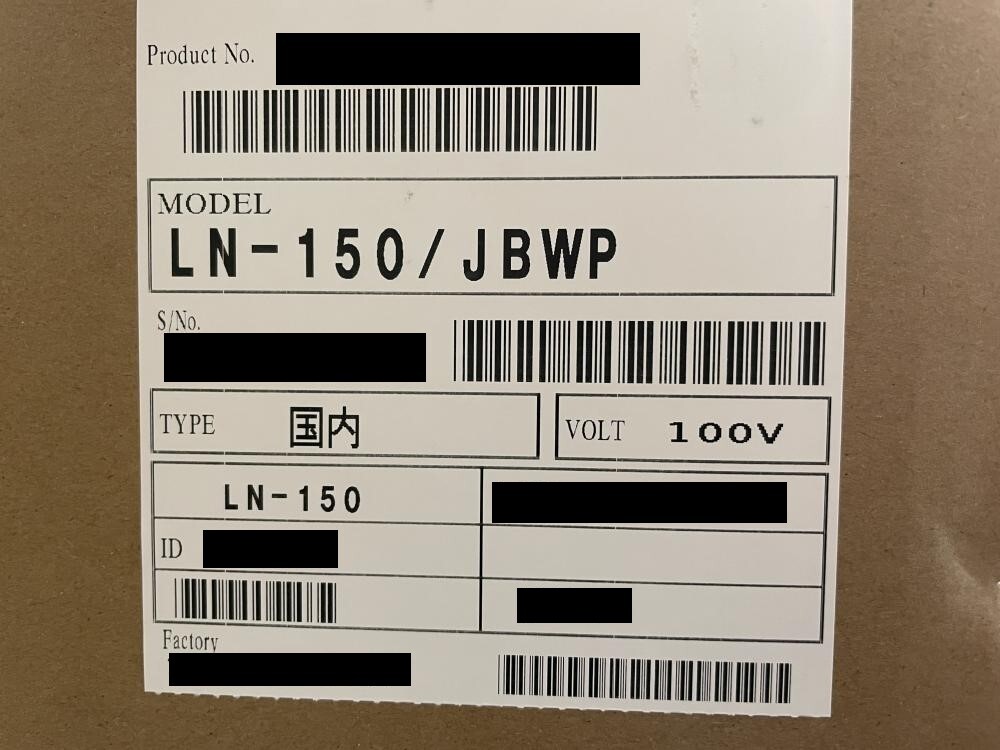 Product No.
MODEL
LN-150/JBWP
S/No.
TYPE 国内
VOLT 100V
LN-150
ID
Factory